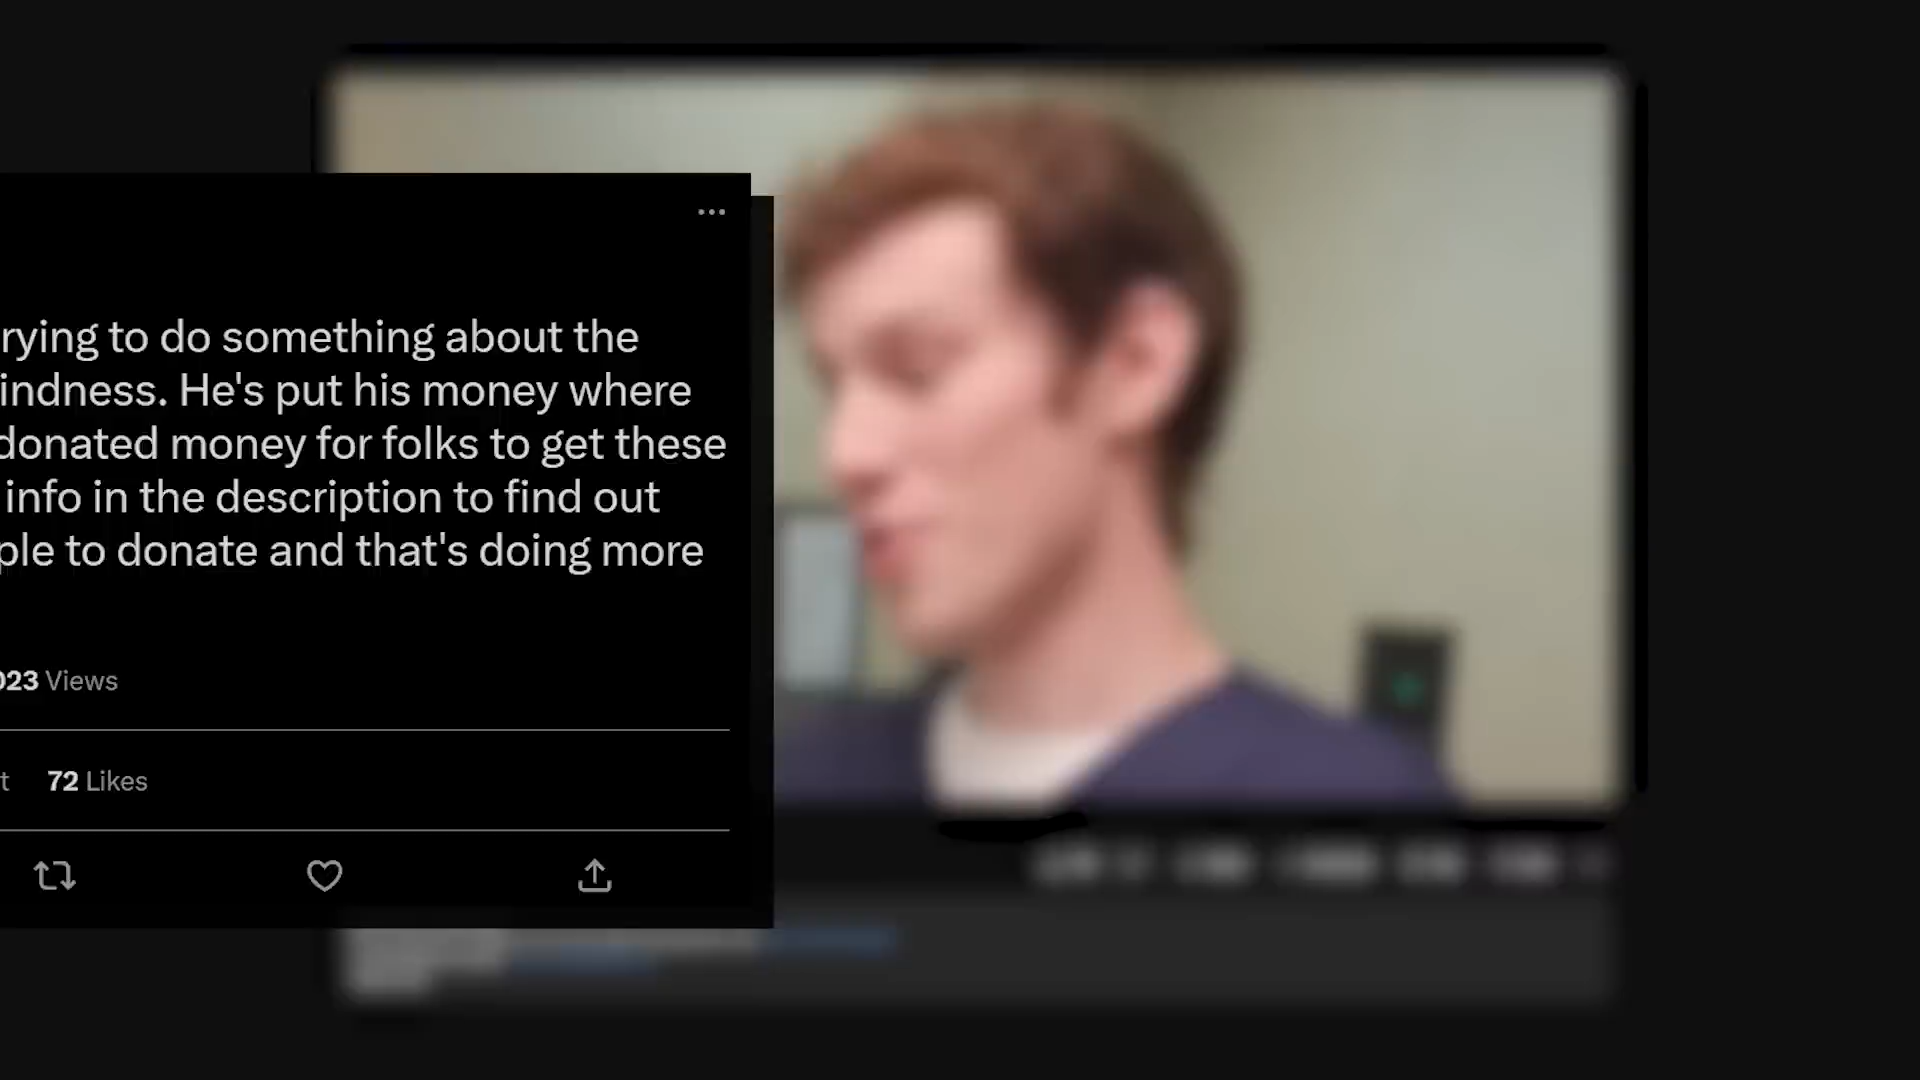 rying to do something about the
indness. He's put his money where
donated money for folks to get these
info in the description to find out
ple to donate and that's doing more
023 Views
t 72 Likes